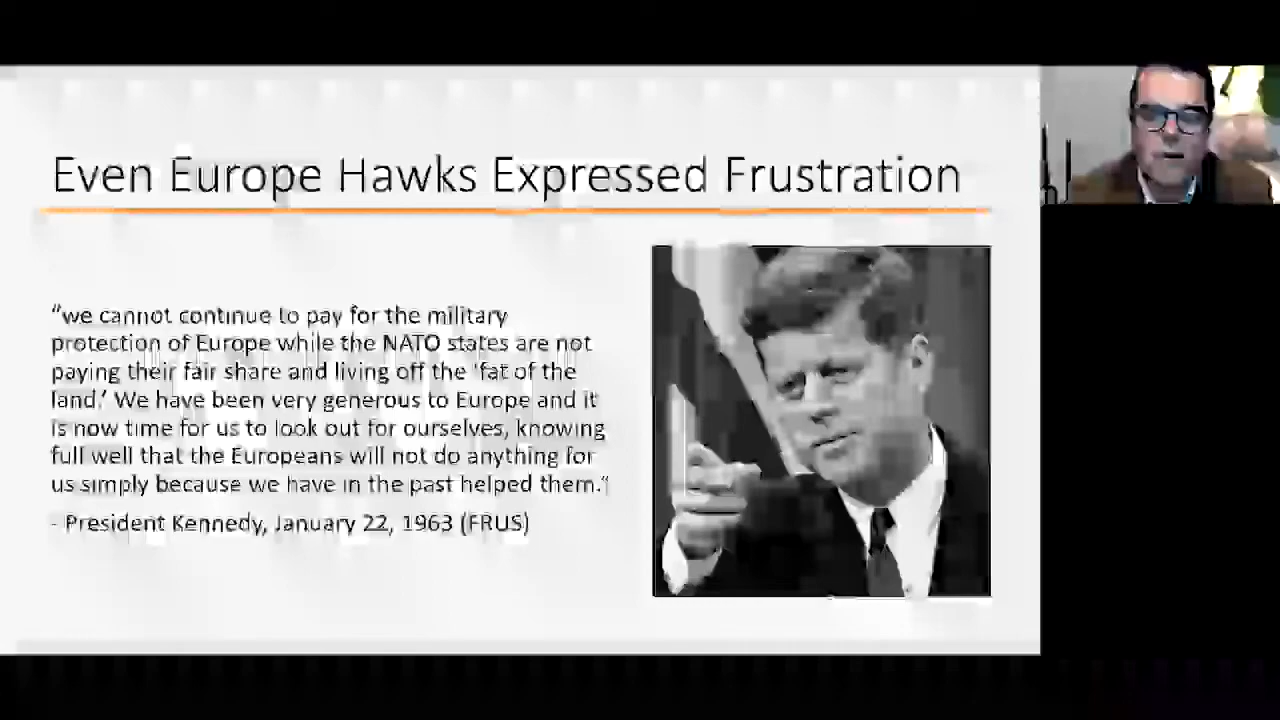 Even Europe Hawks Expressed Frustration
"we cannot continue to pay for the military
protection of Europe while the NATO states are not
paying their fair share and living off the 'fat of the
land.' We have been very generous to Europe and it
is now time for us to look out for ourselves, knowing
full well that the Europeans will not do anything for
us simply because we have in the past helped them."
- President Kennedy, January 22, 1963 (FRUS)